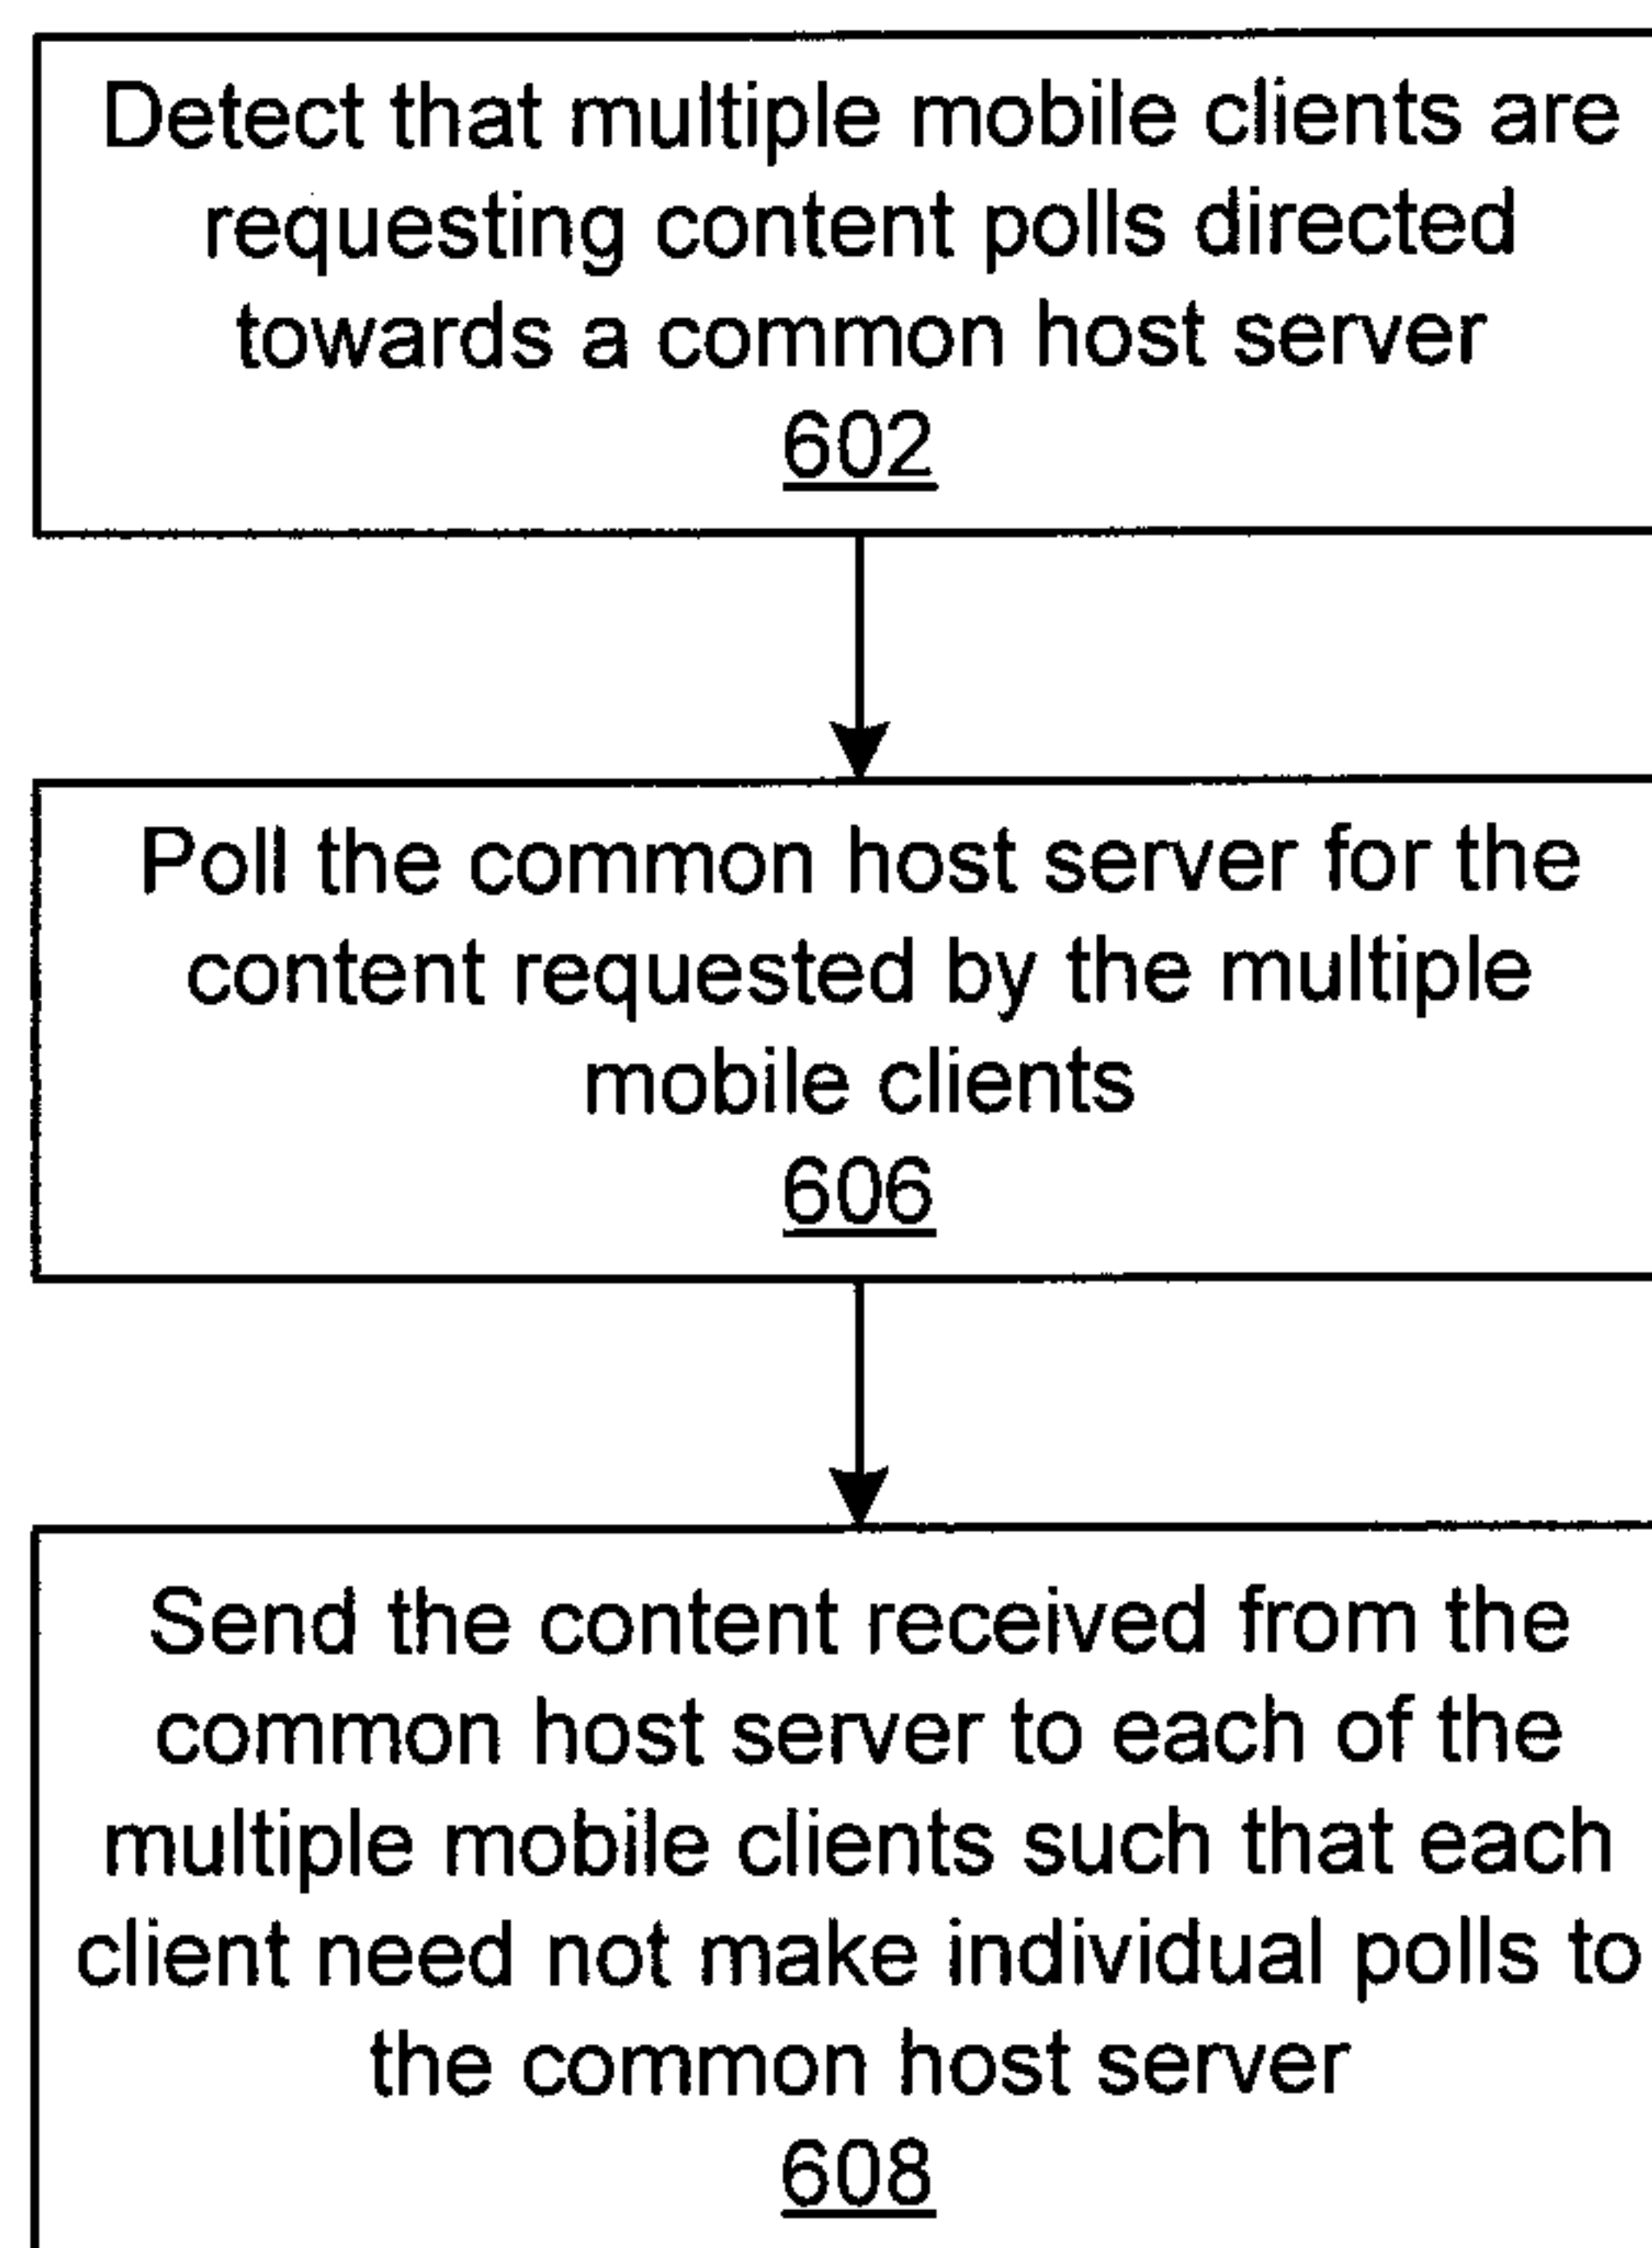 Detect that multiple mobile clients are
requesting content polls directed
towards a common host server
602
Poll the common host server for the
content requested by the multiple
mobile clients
606
Send the content received from the
common host server to each of the
multiple mobile clients such that each
client need not make individual polls to
the common host server
608